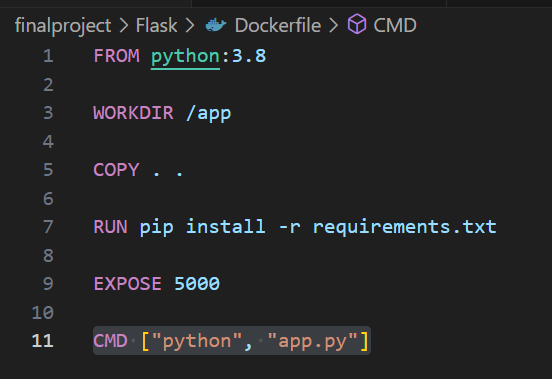 finalproject > Flask > Dockerfile > CMD
1 FROM python:3.8
2
3 WORKDIR /app
4
5 COPY . .
6
7 RUN pip install -r requirements.txt
8
9 EXPOSE 5000
10
11 CMD ["python", "app.py"]